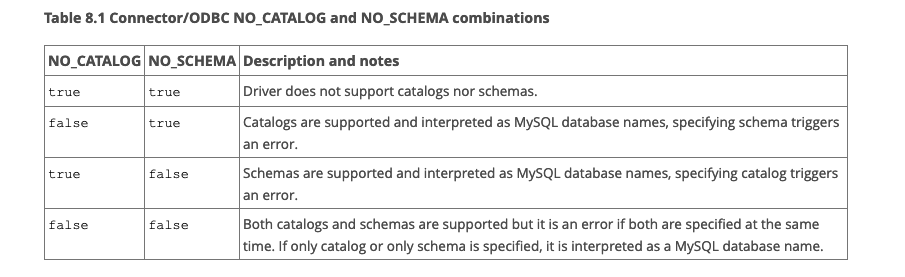 Table 8.1 Connector/ODBC NO_CATALOG and NO_SCHEMA combinations
NO_CATALOG NO_SCHEMA Description and notes
true true Driver does not support catalogs nor schemas.
false true Catalogs are supported and interpreted as MySQL database names, specifying schema triggers
an error.
true false Schemas are supported and interpreted as MySQL database names, specifying catalog triggers
an error.
false false Both catalogs and schemas are supported but it is an error if both are specified at the same
time. If only catalog or only schema is specified, it is interpreted as a MySQL database name.